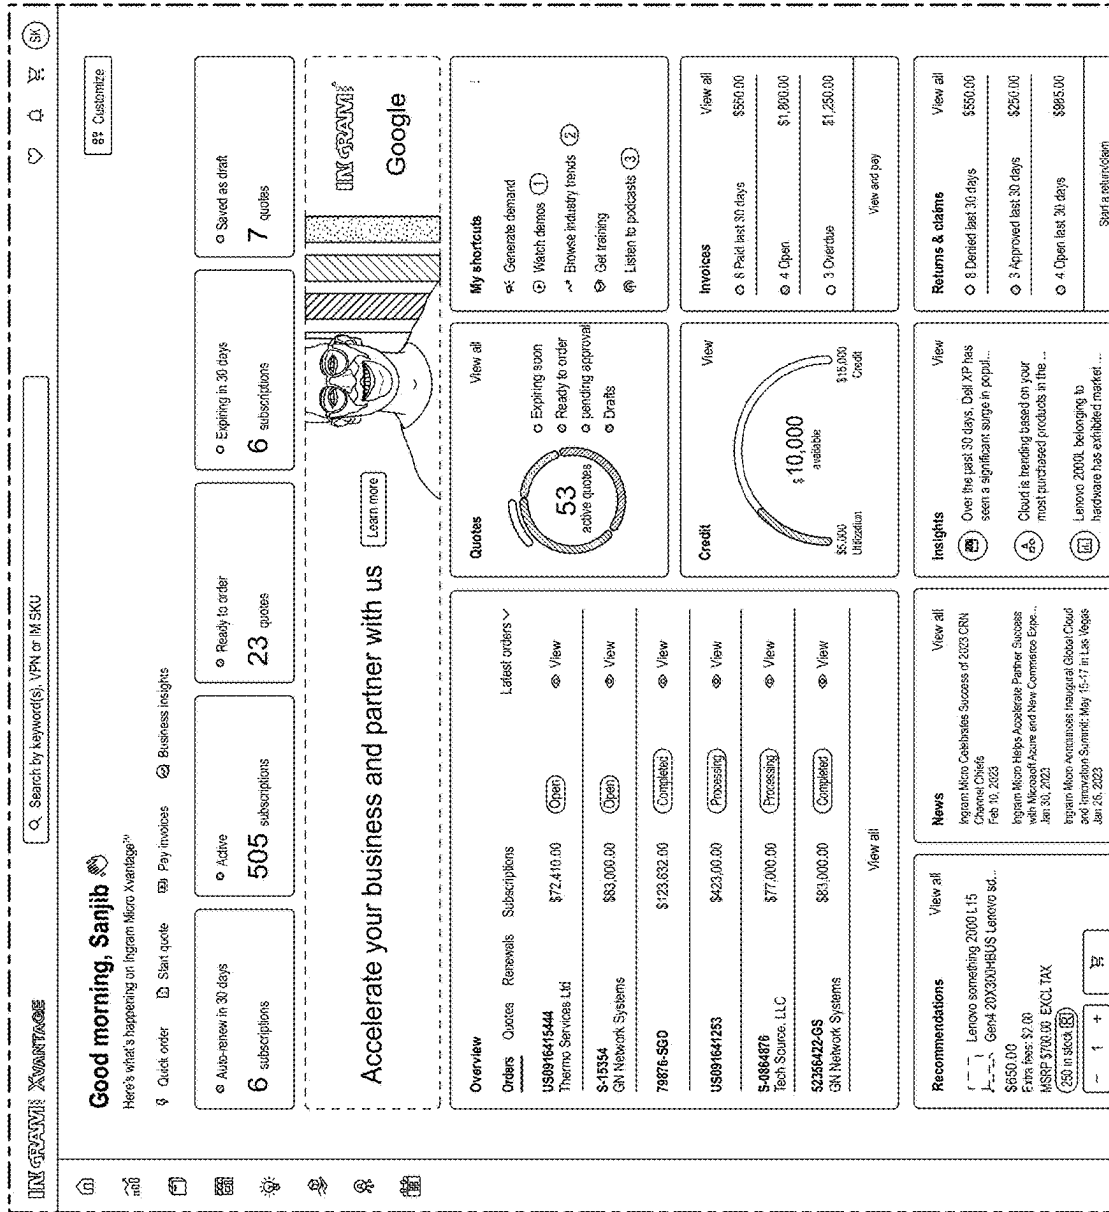 INGRAM XVANTAGE
Search by keyword(s), VPN or IM SKU
SK
Good morning, Sanjib
Here's what's happening on Ingram Micro Xvantage
Customize
Quick order
Start quote
Pay invoices
Business insights
Auto-renew in 30 days
6 subscriptions
Active
505 subscriptions
Ready to order
23 quotes
Expiring in 30 days
6 subscriptions
Saved as draft
7 quotes
Accelerate your business and partner with us
Learn more
INGRAM
Google
Overview
Orders Quotes Renewals Subscriptions Latest orders
US0916415444
Thermo Services Ltd
$72,410.00 Open View
S-15354
GN Network Systems
$83,000.00 Open View
79876-SGD
$123,632.00 Completed View
US091641253
$423,00.00 Processing View
S-0864876
Tech Source, LLC
$77,000.00 Processing View
52366422-GS
GN Network Systems
$83,000.00 Completed View
View all
Quotes View all
53
active quotes
Expiring soon
Ready to order
pending approval
Drafts
My shortcuts
Generate demand
Watch demos 1
Browse industry trends 2
Get training
Listen to podcasts 3
Credit View
$10,000
available
$5,000
Utilization
$15,000
Credit
Invoices View all
8 Paid last 30 days $560.00
4 Open $1,800.00
3 Overdue $1,250.00
View and pay
Recommendations View all
Lenovo something 2000 L15
Gen4 20X300HBUS Lenovo sd...
$650.00
Extra fees: $2.00
MSRP $700.00 EXCL TAX
250 in stock
- 1 +
News View all
Ingram Micro Celebrates Success of 2023 CRN
Channel Chiefs
Feb 10, 2023
Ingram Micro Helps Accelerate Partner Success
with Microsoft Azure and New Commerce Expe...
Jan 30, 2023
Ingram Micro Announces Inaugural Global Cloud
and Innovation Summit: May 15-17 in Las Vegas
Jan 26, 2023
Insights View
Over the past 30 days, Dell XP has
seen a significant surge in popul...
Cloud is trending based on your
most purchased products in the ...
Lenovo 2000L belonging to
hardware has exhibited market...
Returns & claims View all
8 Denied last 30 days $550.00
3 Approved last 30 days $250.00
4 Open last 30 days $985.00
Start a return/claim